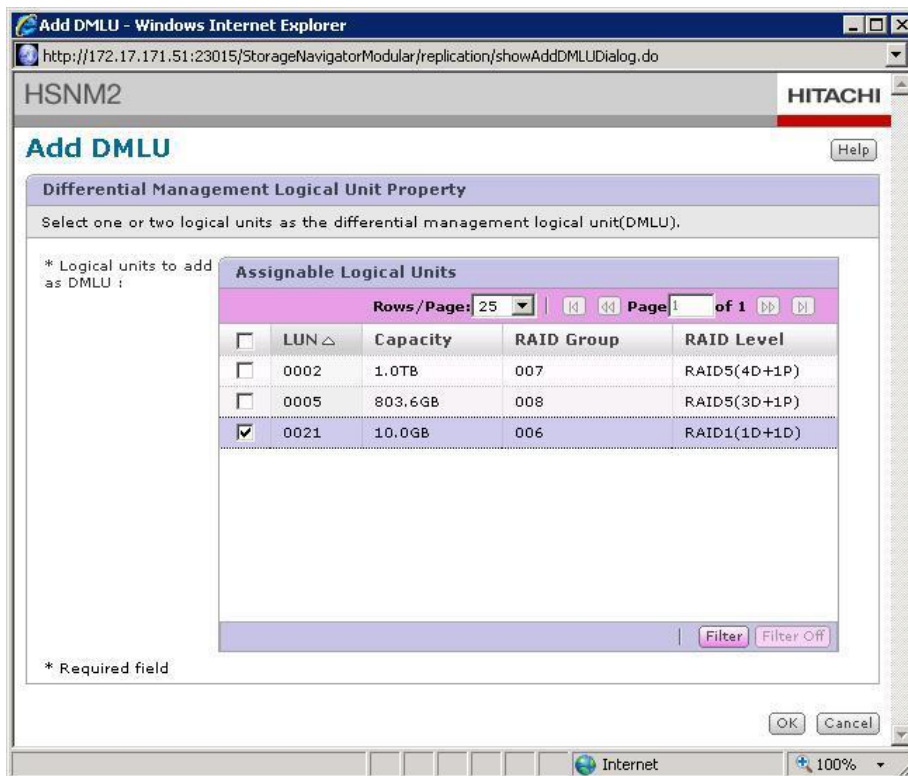 Add DMLU - Windows Internet Explorer
http://172.17.171.51:23015/StorageNavigatorModular/replication/showAddDMLUDialog.do
HSNM2
HITACHI
Add DMLU
Help
Differential Management Logical Unit Property
Select one or two logical units as the differential management logical unit(DMLU).
* Logical units to add as DMLU :
Assignable Logical Units
Rows/Page: 25 Page 1 of 1
LUN Capacity RAID Group RAID Level
0002 1.0TB 007 RAID5(4D+1P)
0005 803.6GB 008 RAID5(3D+1P)
0021 10.0GB 006 RAID1(1D+1D)
Filter Filter Off
* Required field
OK Cancel
Internet 100%